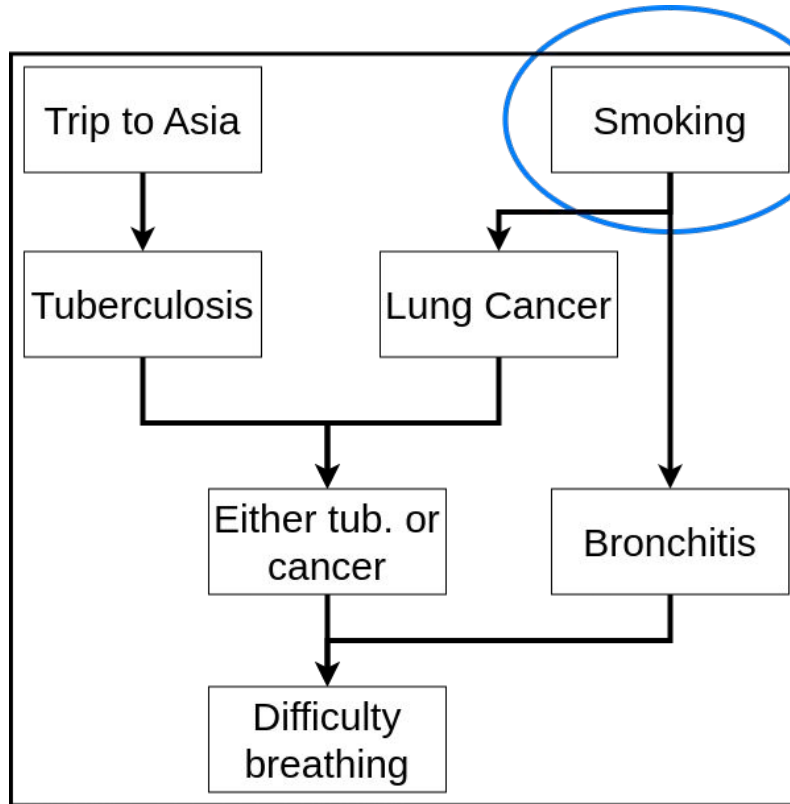 Trip to Asia
Smoking
Tuberculosis
Lung Cancer
Either tub. or
cancer
Bronchitis
Difficulty
breathing